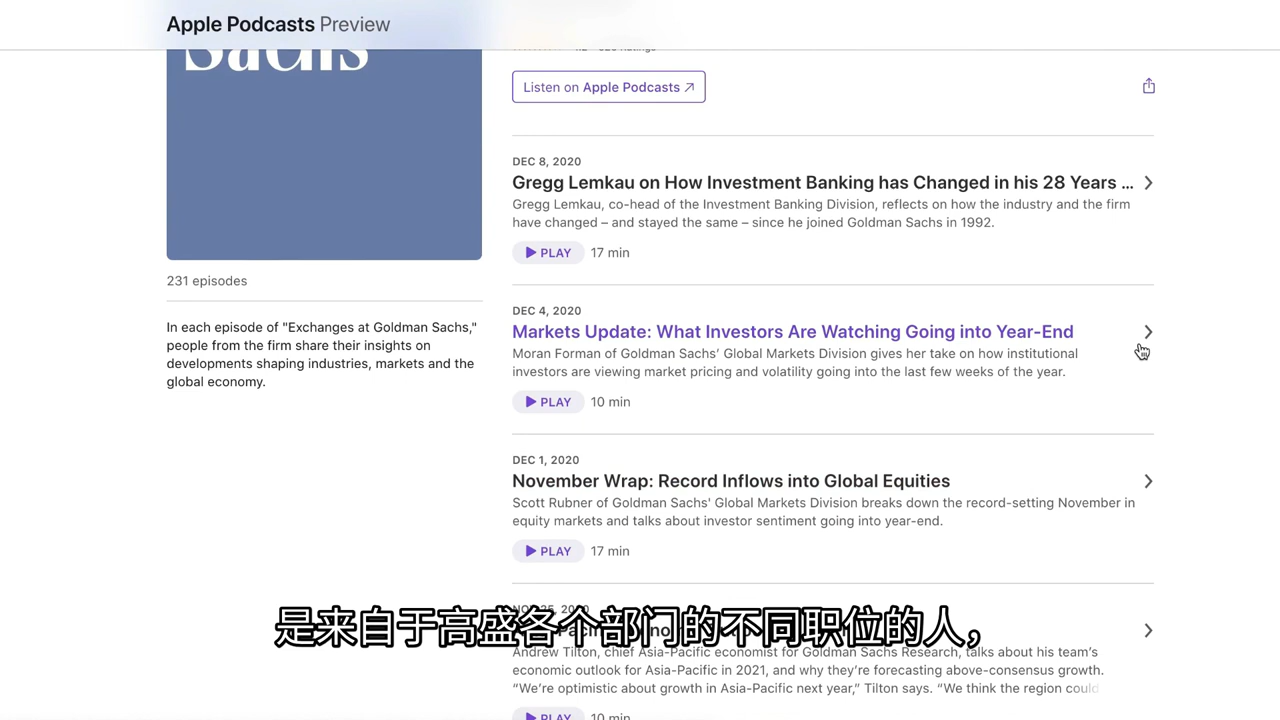 Apple Podcasts Preview
Sachs
Listen on Apple Podcasts ↗
DEC 8, 2020
Gregg Lemkau on How Investment Banking has Changed in his 28 Years ...
Gregg Lemkau, co-head of the Investment Banking Division, reflects on how the industry and the firm
have changed – and stayed the same – since he joined Goldman Sachs in 1992.
PLAY 17 min
231 episodes
In each episode of "Exchanges at Goldman Sachs,"
people from the firm share their insights on
developments shaping industries, markets and the
global economy.
DEC 4, 2020
Markets Update: What Investors Are Watching Going into Year-End
Moran Forman of Goldman Sachs’ Global Markets Division gives her take on how institutional
investors are viewing market pricing and volatility going into the last few weeks of the year.
PLAY 10 min
DEC 1, 2020
November Wrap: Record Inflows into Global Equities
Scott Rubner of Goldman Sachs' Global Markets Division breaks down the record-setting November in
equity markets and talks about investor sentiment going into year-end.
PLAY 17 min
是来自于高盛各个部门的不同职位的人,
Andrew Tilton, chief Asia-Pacific economist for Goldman Sachs Research, talks about his team’s
economic outlook for Asia-Pacific in 2021, and why they’re forecasting above-consensus growth.
“We’re optimistic about growth in Asia-Pacific next year,” Tilton says. “We think the region could
PLAY 10 min